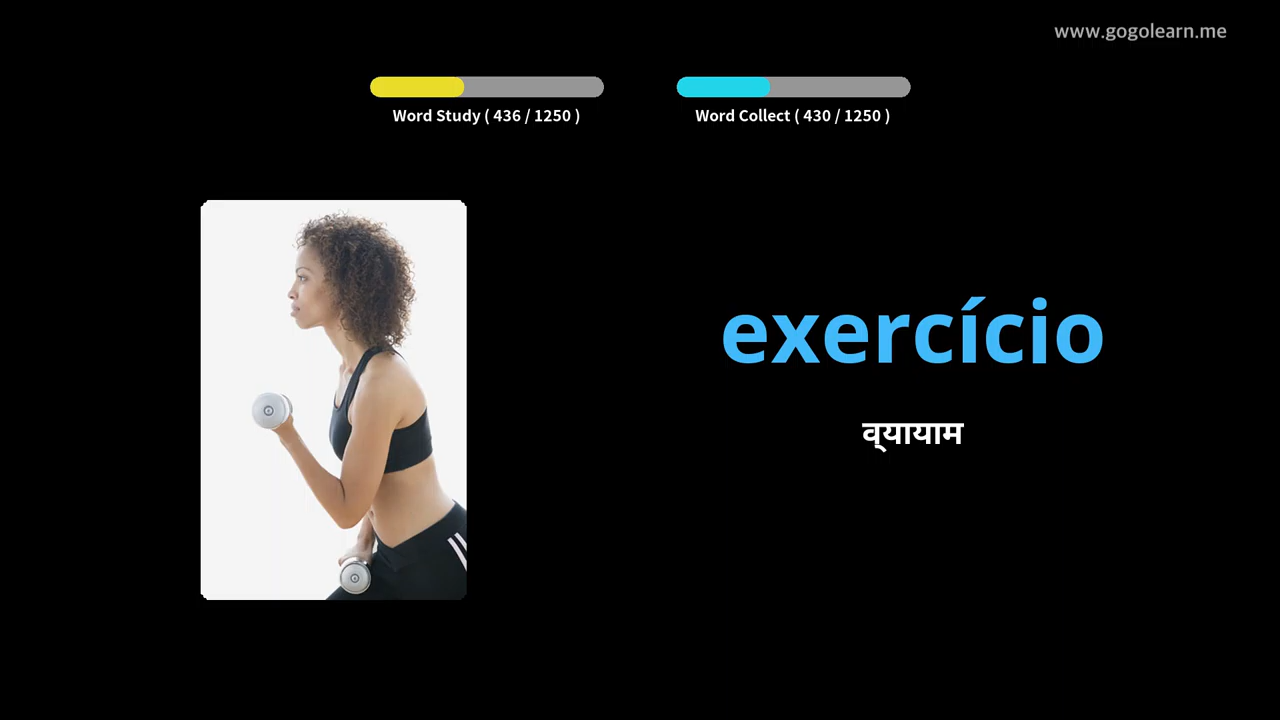 www.gogolearn.me
Word Study ( 436 / 1250 )
Word Collect ( 430 / 1250 )
exercício
व्यायाम